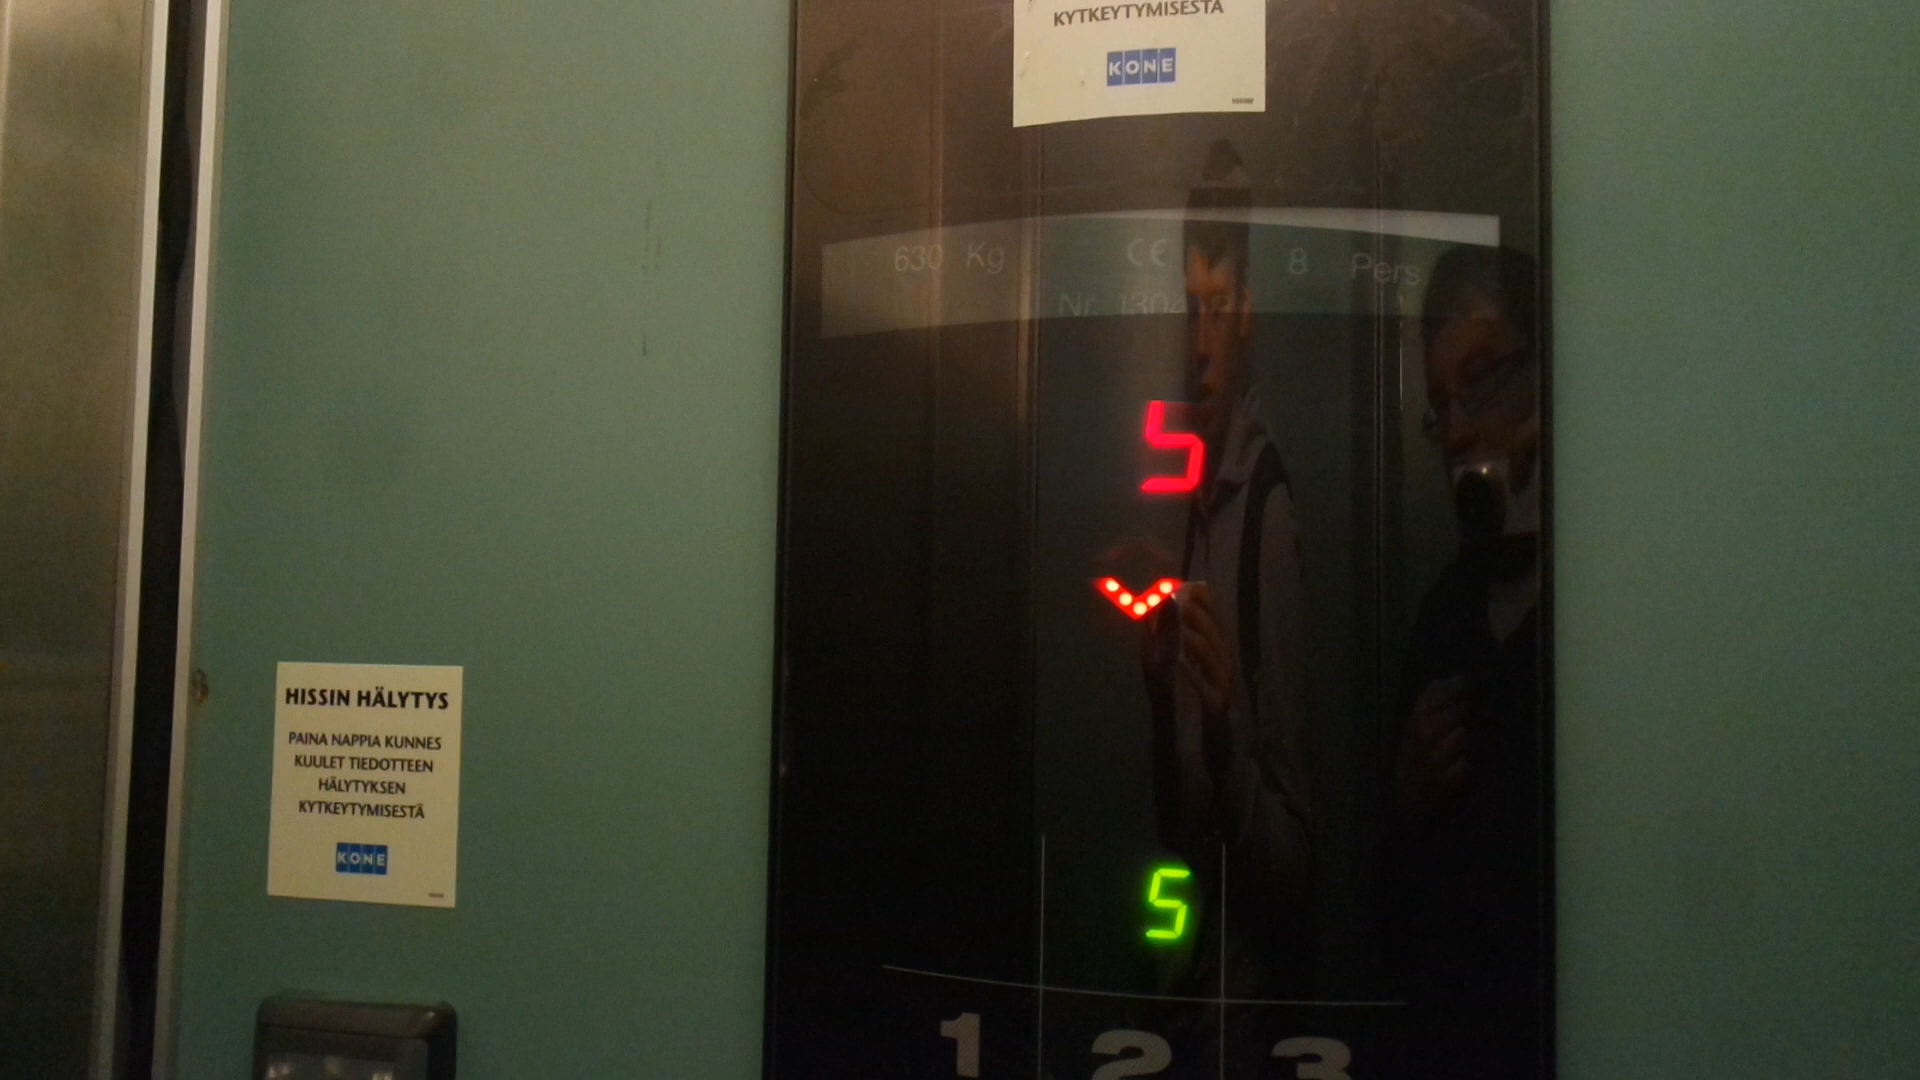 KYTKEYTYMISESTÄ
KONE
630 Kg CE 8 Pers
Nr.
5
5
1 2 3
HISSIN HÄLYTYS
PAINA NAPPIA KUNNES
KUULET TIEDOTTEEN
HÄLYTYKSEN
KYTKEYTYMISESTÄ
KONE